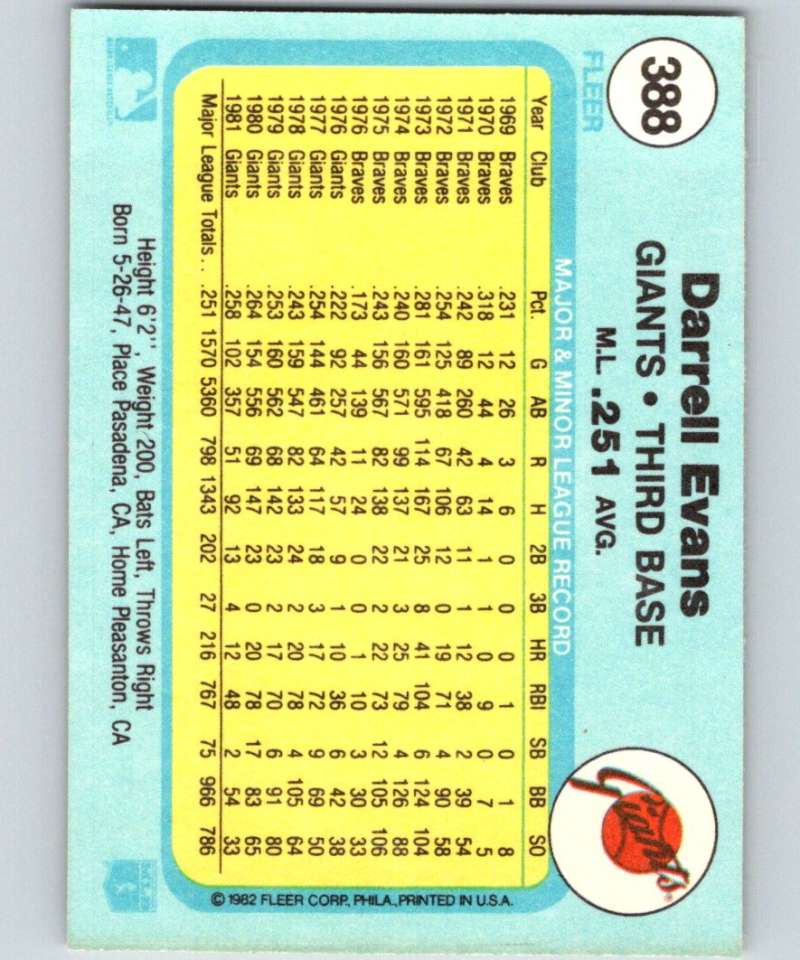 388
FLEER
Darrell Evans
GIANTS • THIRD BASE
M.L. .251 AVG.
Giants
MAJOR & MINOR LEAGUE RECORD
Year Club Pct. G AB R H 2B 3B HR RBI SB BB SO
1969 Braves .231 12 26 3 6 0 0 0 1 0 1 8
1970 Braves .318 12 44 4 14 1 1 0 9 0 7 5
1971 Braves .242 89 260 42 63 11 1 12 38 2 39 54
1972 Braves .254 125 418 67 106 12 0 19 71 4 90 58
1973 Braves .281 161 595 114 167 25 8 41 104 6 124 104
1974 Braves .240 160 571 99 137 21 3 25 79 4 126 88
1975 Braves .243 156 567 82 138 22 2 22 73 12 105 106
1976 Braves .173 44 139 11 24 0 0 1 10 3 30 33
1976 Giants .222 92 257 42 57 9 1 10 36 6 42 38
1977 Giants .254 144 461 64 117 18 3 17 72 9 69 50
1978 Giants .243 159 547 82 133 24 2 20 78 4 105 64
1979 Giants .253 160 562 68 142 23 2 17 70 6 91 80
1980 Giants .264 154 556 69 147 23 0 20 78 17 83 65
1981 Giants .258 102 357 51 92 13 4 12 48 2 54 33
Major League Totals.. .251 1570 5360 798 1343 202 27 216 767 75 966 786
© 1982 FLEER CORP., PHILA., PRINTED IN U.S.A.
Height 6'2", Weight 200, Bats Left, Throws Right
Born 5-26-47, Place Pasadena, CA, Home Pleasanton, CA